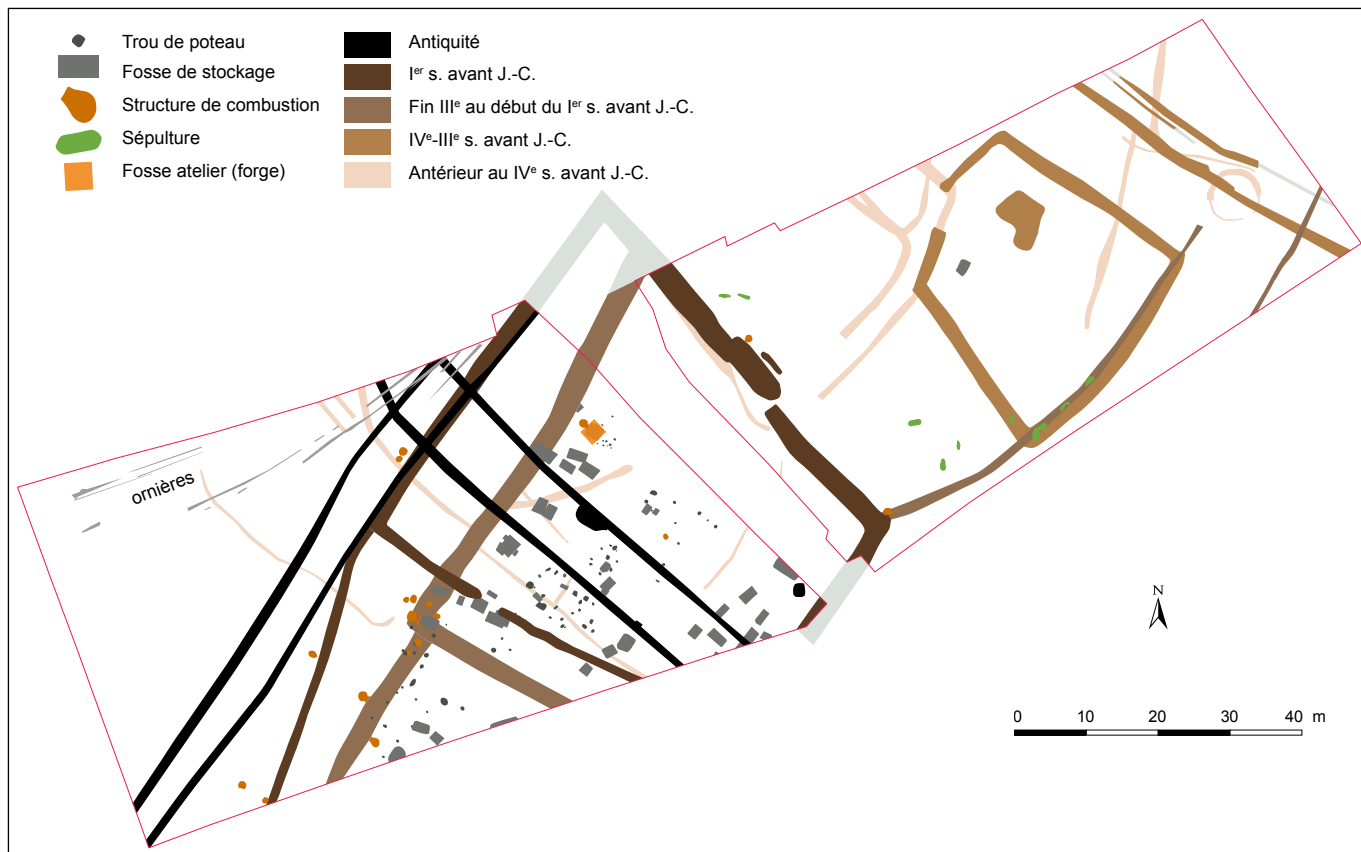 Trou de poteau
Fosse de stockage
Structure de combustion
Sépulture
Fosse atelier (forge)
Antiquité
Ier s. avant J.-C.
Fin IIIe au début du Ier s. avant J.-C.
IVe-IIIe s. avant J.-C.
Antérieur au IVe s. avant J.-C.
ornières
N
0 10 20 30 40 m